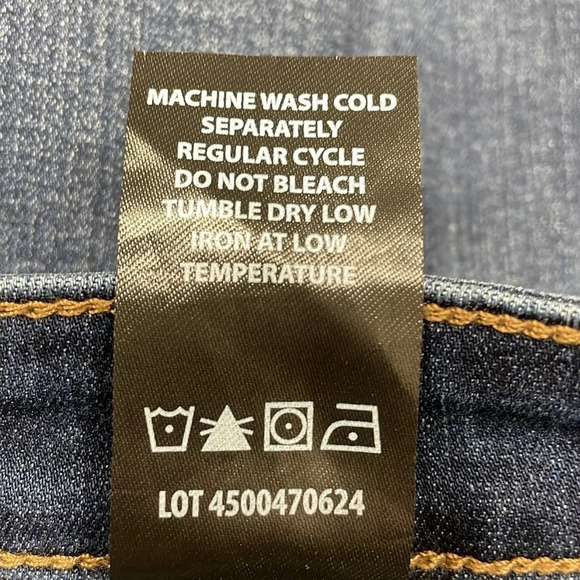 MACHINE WASH COLD
SEPARATELY
REGULAR CYCLE
DO NOT BLEACH
TUMBLE DRY LOW
IRON AT LOW
TEMPERATURE
LOT 4500470624